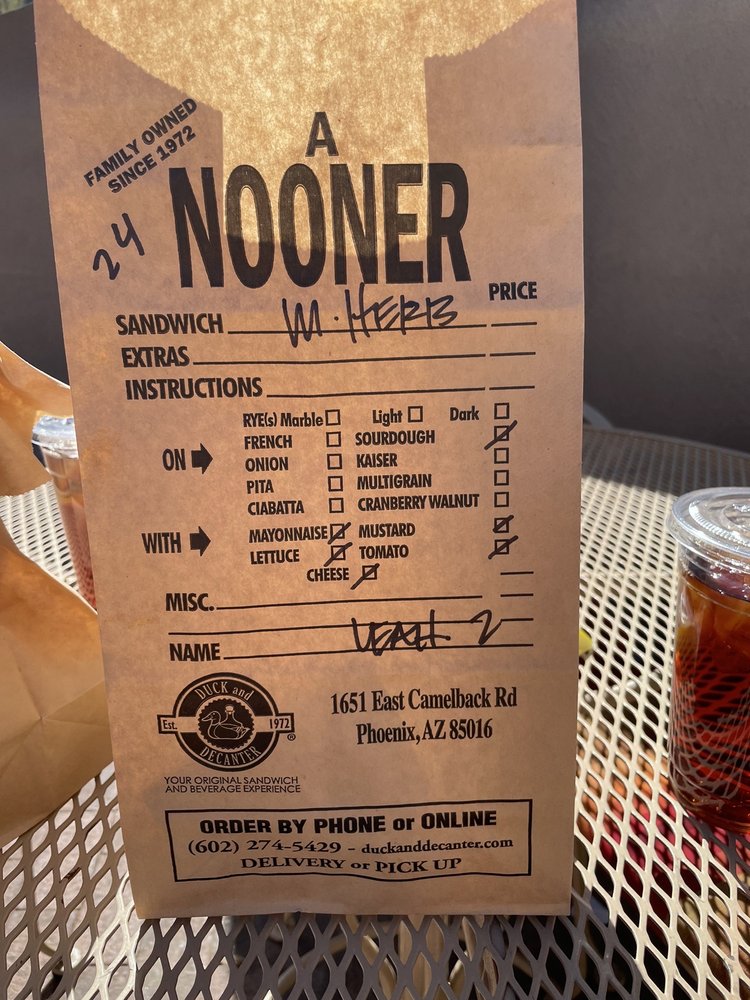 FAMILY OWNED
SINCE 1972
24
A
NOONER
PRICE
SANDWICH M. HERB
EXTRAS
INSTRUCTIONS
RYE(s) Marble Light Dark
FRENCH SOURDOUGH
ON ONION KAISER
PITA MULTIGRAIN
CIABATTA CRANBERRY WALNUT
WITH MAYONNAISE MUSTARD
LETTUCE TOMATO
CHEESE
MISC.
NAME LEAH 2
DUCK and
Est. 1972
DECANTER
®
YOUR ORIGINAL SANDWICH
AND BEVERAGE EXPERIENCE
1651 East Camelback Rd
Phoenix, AZ 85016
ORDER BY PHONE or ONLINE
(602) 274-5429 - duckanddecanter.com
DELIVERY or PICK UP